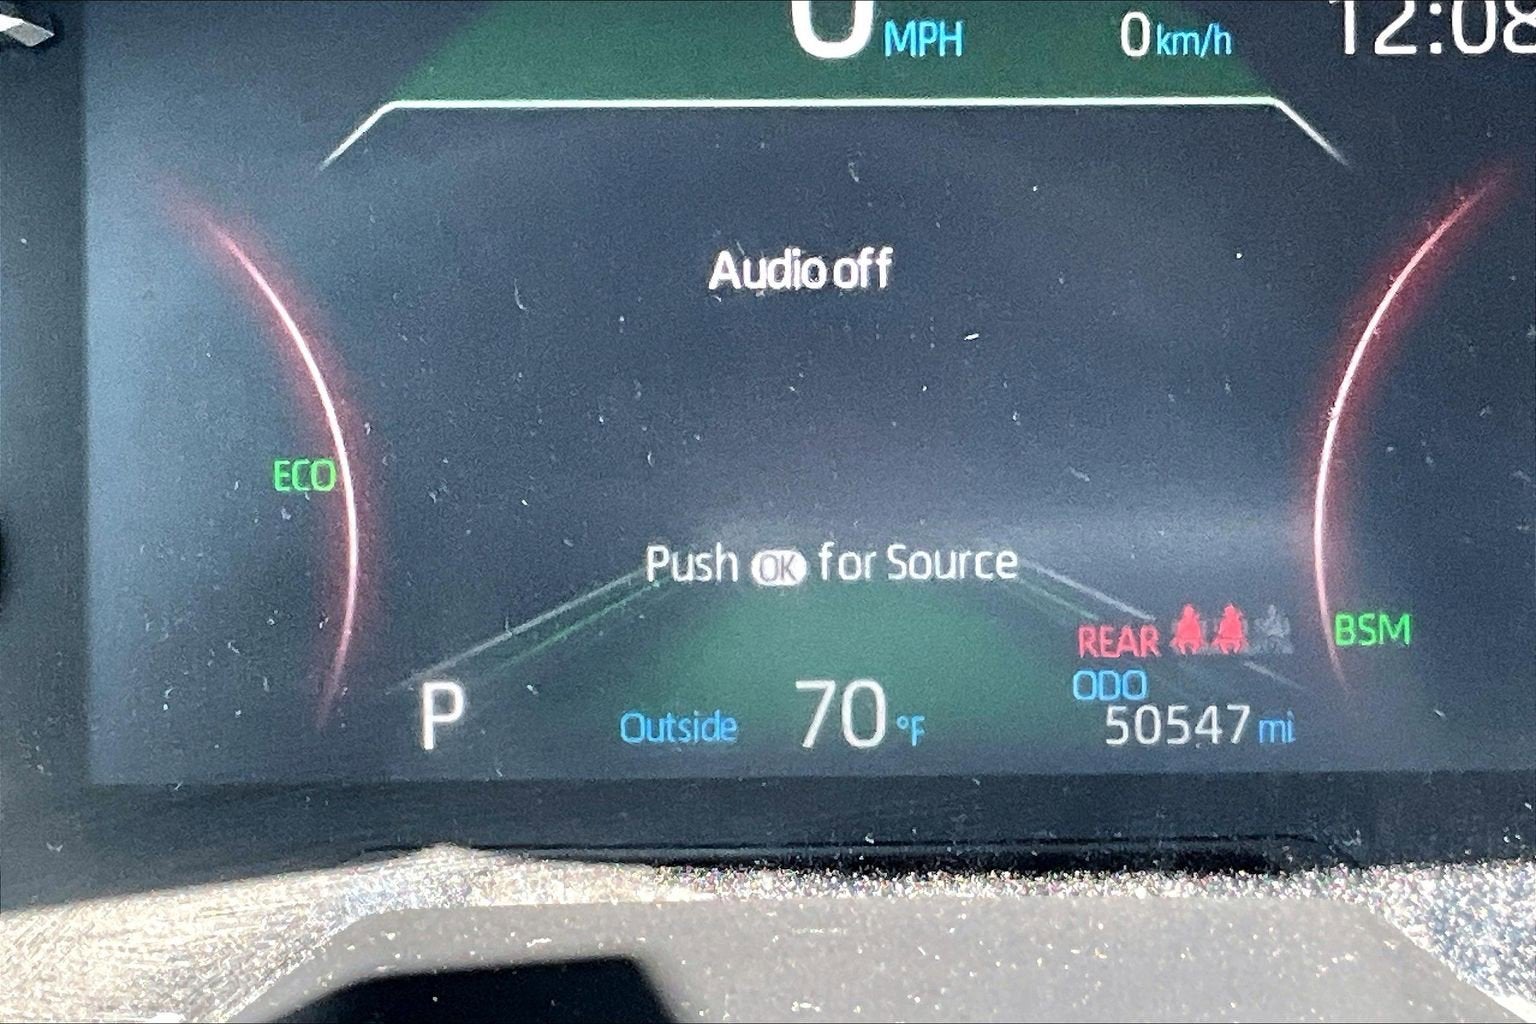 0 MPH 0 km/h 12:08
Audio off
ECO
Push OK for Source
REAR BSM
ODO
P Outside 70 °F 50547 mi